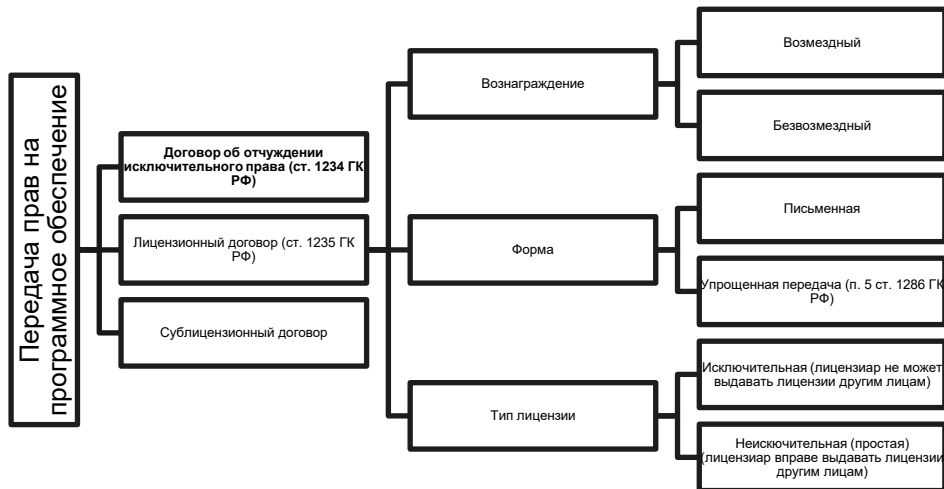 Передача прав на
программное обеспечение
Договор об отчуждении
исключительного права (ст. 1234 ГК
РФ)
Лицензионный договор (ст. 1235 ГК
РФ)
Сублицензионный договор
Вознаграждение
Возмездный
Безвозмездный
Форма
Письменная
Упрощенная передача (п. 5 ст. 1286 ГК
РФ)
Тип лицензии
Исключительная (лицензиар не может
выдавать лицензии другим лицам)
Неискючительная (простая)
(лицензиар вправе выдавать лицензии
другим лицам)